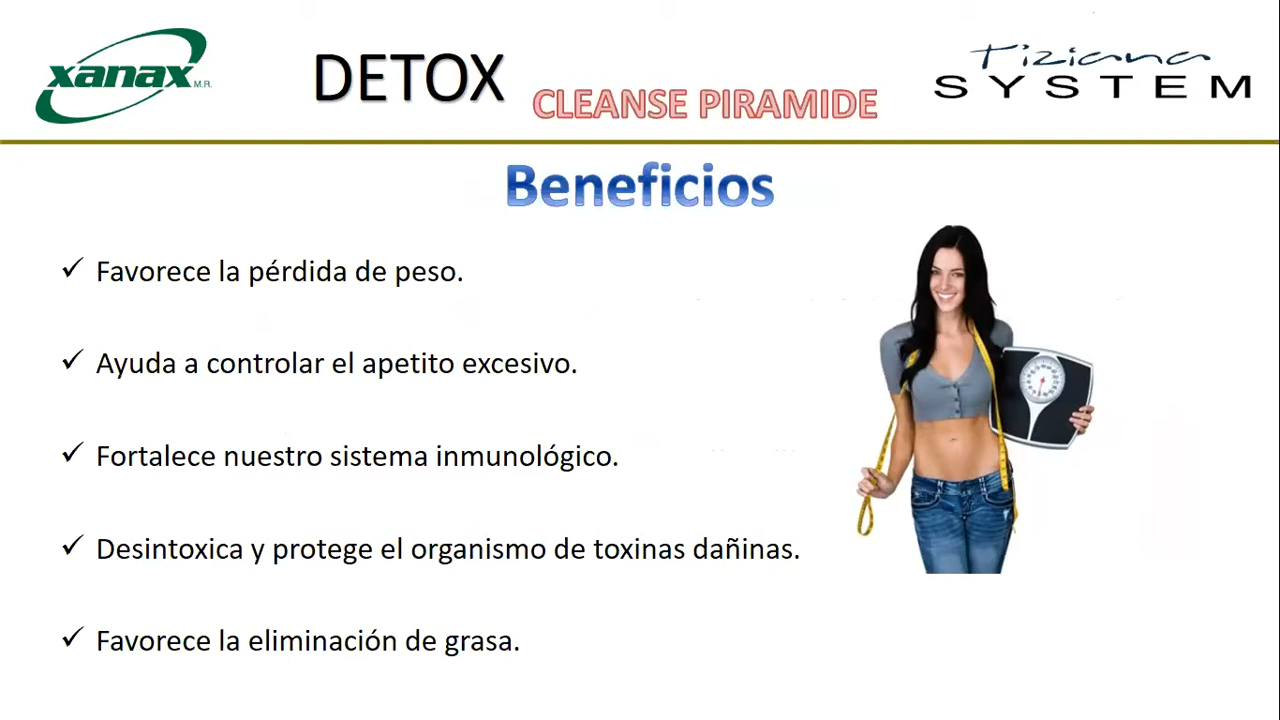 xanax M.R.
DETOX
CLEANSE PIRAMIDE
Tiziana
SYSTEM
Beneficios
✓ Favorece la pérdida de peso.
✓ Ayuda a controlar el apetito excesivo.
✓ Fortalece nuestro sistema inmunológico.
✓ Desintoxica y protege el organismo de toxinas dañinas.
✓ Favorece la eliminación de grasa.